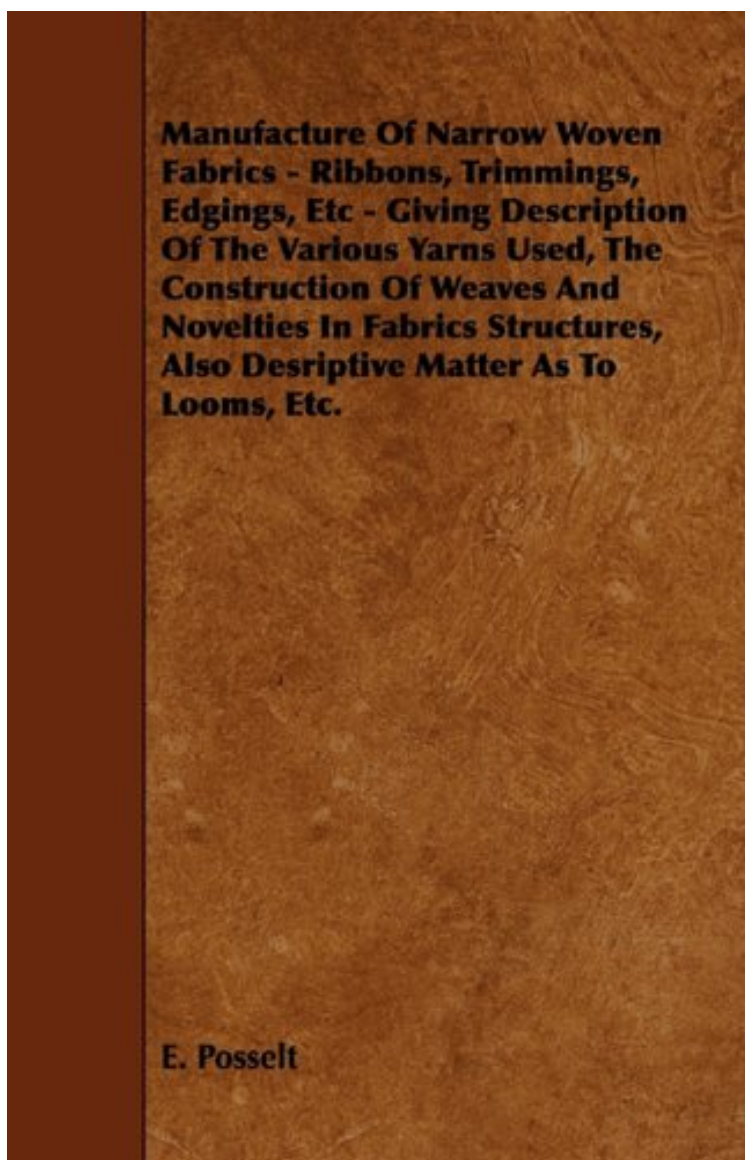 Manufacture Of Narrow Woven
Fabrics - Ribbons, Trimmings,
Edgings, Etc - Giving Description
Of The Various Yarns Used, The
Construction Of Weaves And
Novelties In Fabrics Structures,
Also Desriptive Matter As To
Looms, Etc.
E. Posselt